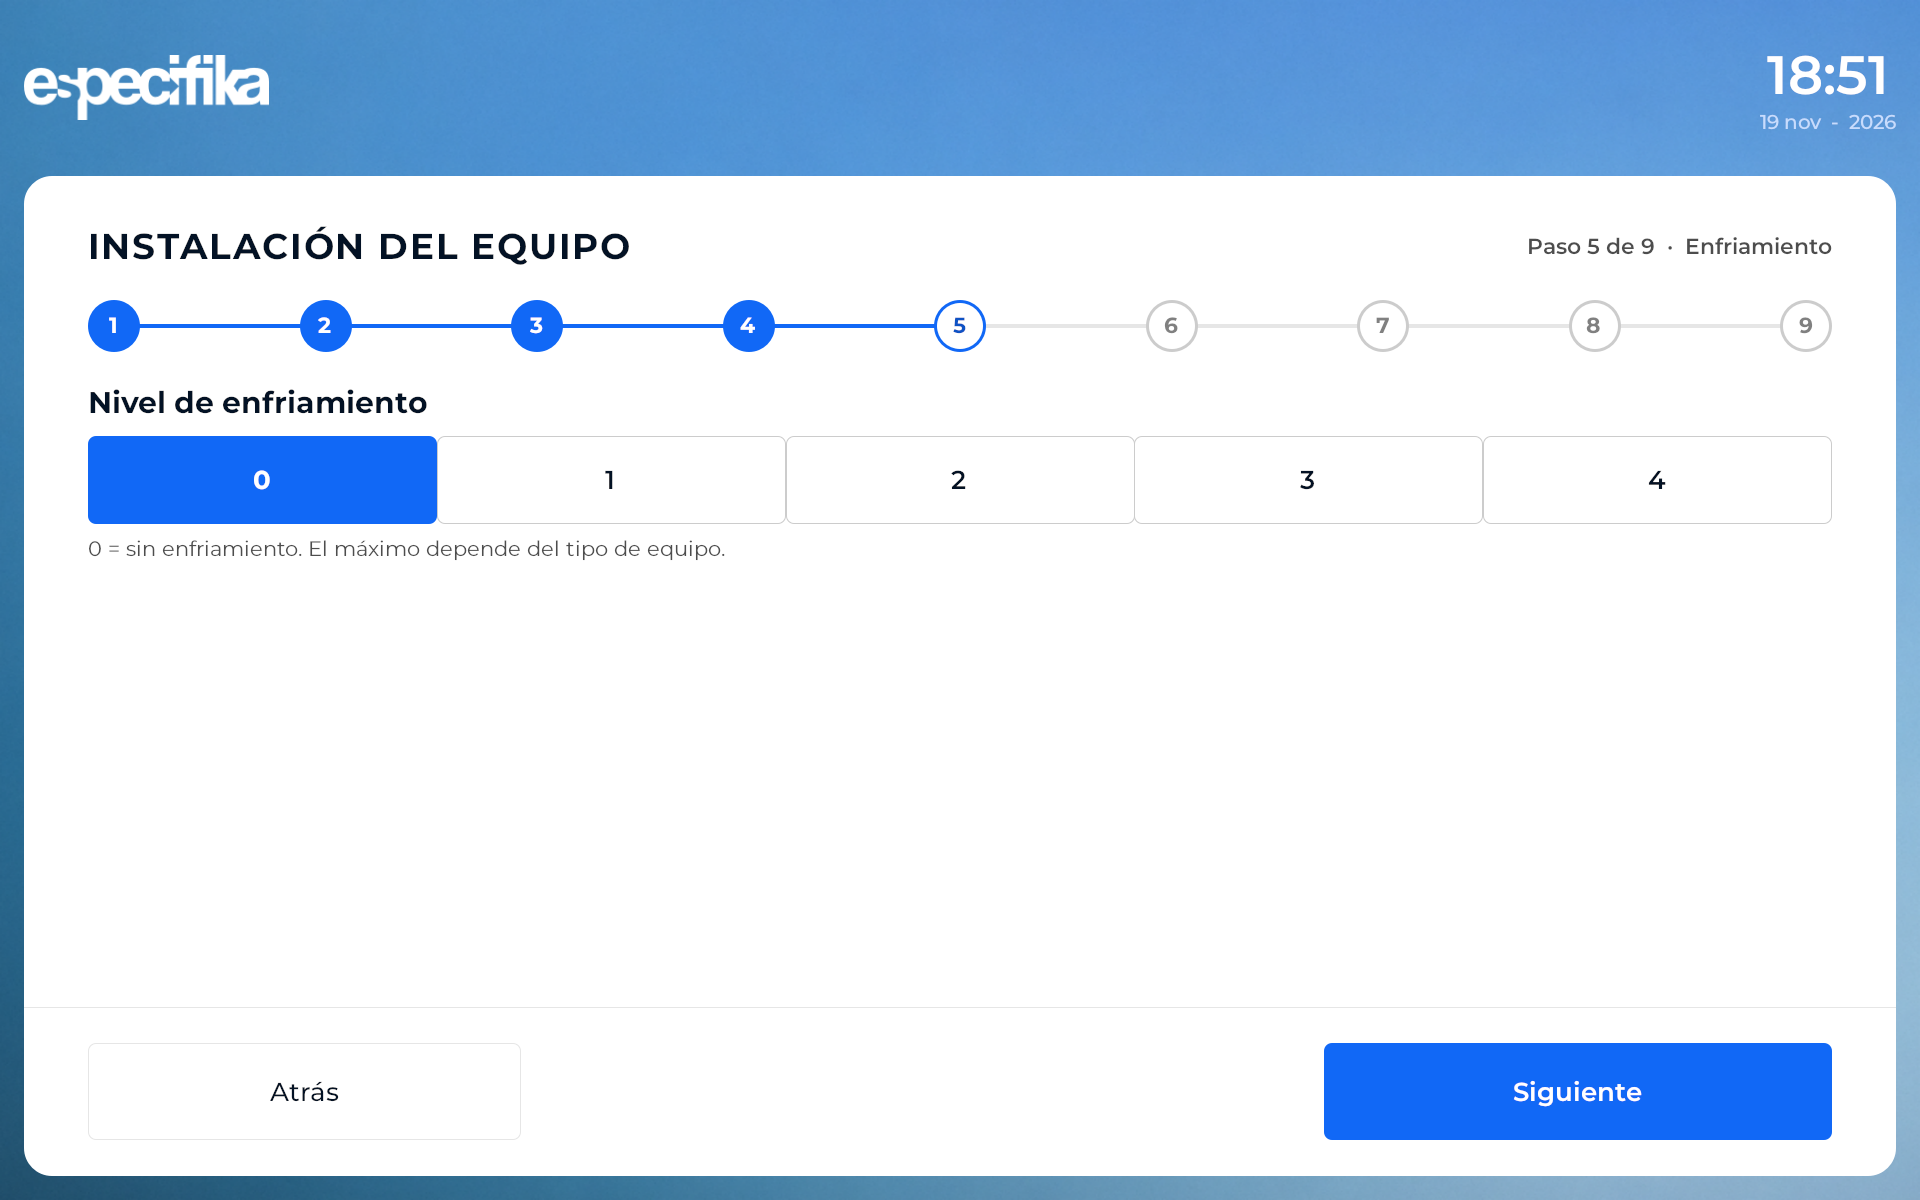 especifika
18:51
19 nov - 2026
INSTALACIÓN DEL EQUIPO
Paso 5 de 9 · Enfriamiento
1 2 3 4 5 6 7 8 9
Nivel de enfriamiento
0 1 2 3 4
0 = sin enfriamiento. El máximo depende del tipo de equipo.
Atrás
Siguiente